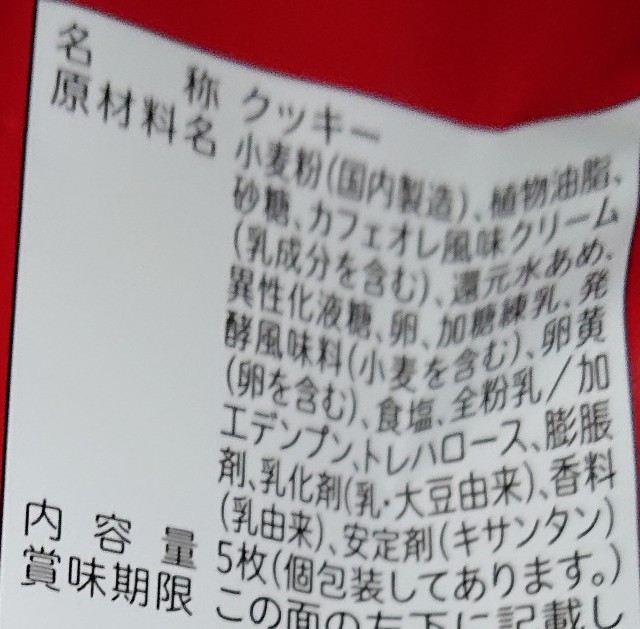 名称 クッキー
原材料名 小麦粉(国内製造)、植物油脂、
砂糖、カフェオレ風味クリーム
(乳成分を含む)、還元水あめ、
異性化液糖、卵、加糖練乳、発
酵風味料(小麦を含む)、卵黄
(卵を含む)、食塩、全粉乳/加
工デンプン、トレハロース、膨脹
剤、乳化剤(乳・大豆由来)、香料
(乳由来)、安定剤(キサンタン)
内容量 5枚(個包装してあります。)
賞味期限 この面の左下に記載し